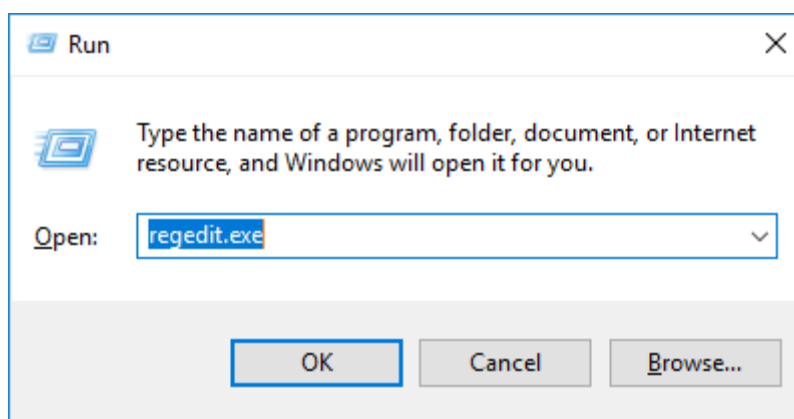 Run
Type the name of a program, folder, document, or Internet
resource, and Windows will open it for you.
Open: regedit.exe
OK Cancel Browse...